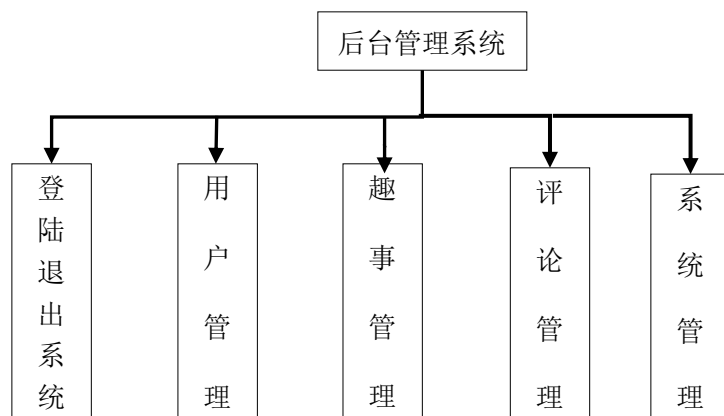 后台管理系统
登陆退出系统
用户管理
趣事管理
评论管理
系统管理